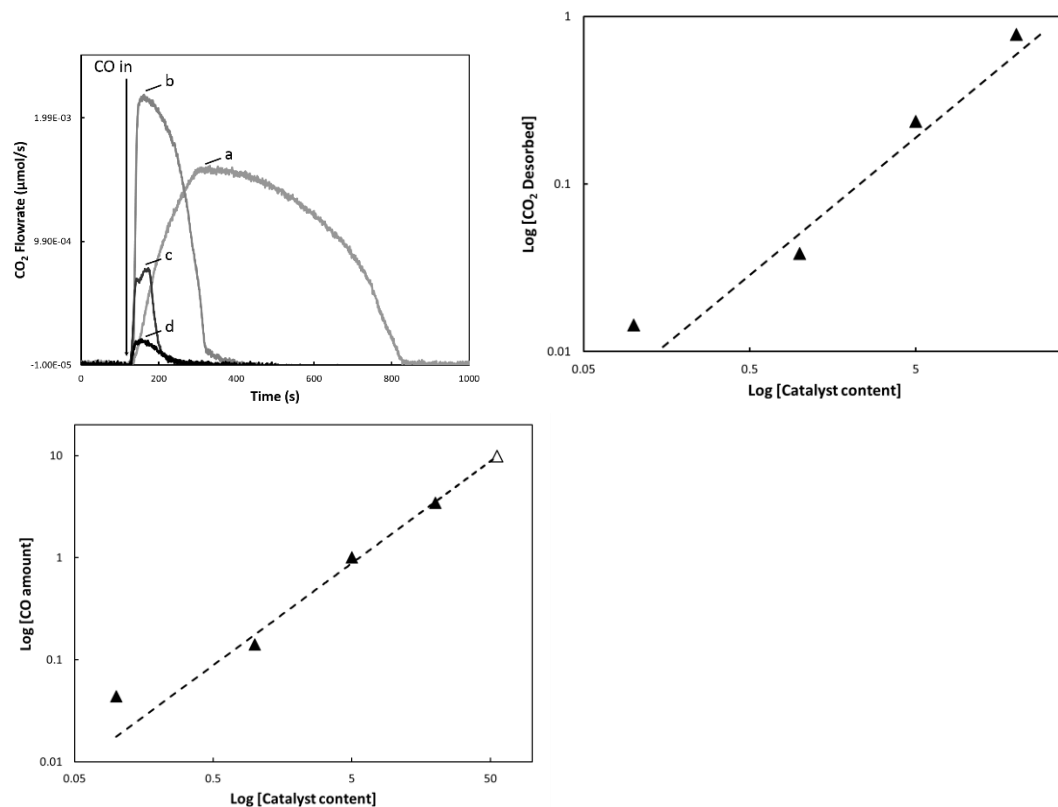 CO in
b
a
c
d
1.99E-03
9.90E-04
-1.00E-05
CO₂ Flowrate (μmol/s)
0 200 400 600 800 1000
Time (s)
1
0.1
0.01
Log [CO₂ Desorbed]
0.05 0.5 5
Log [Catalyst content]
10
1
0.1
0.01
Log [CO amount]
0.05 0.5 5 50
Log [Catalyst content]